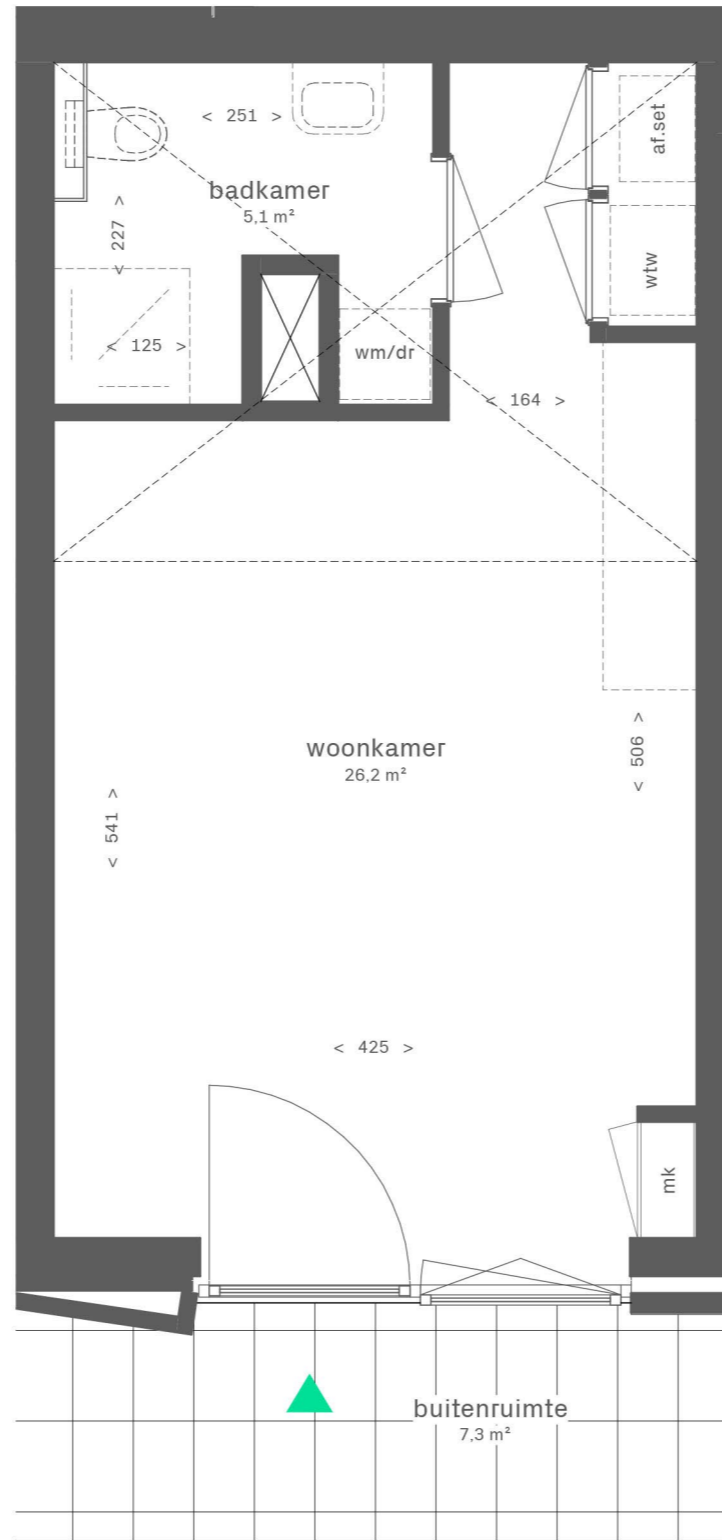 af.set
< 251 >
badkamer
5,1 m²
< 227 >
wtw
< 125 >
wm/dr
< 164 >
woonkamer
26,2 m²
< 506 >
< 541 >
< 425 >
mk
buitenruimte
7,3 m²